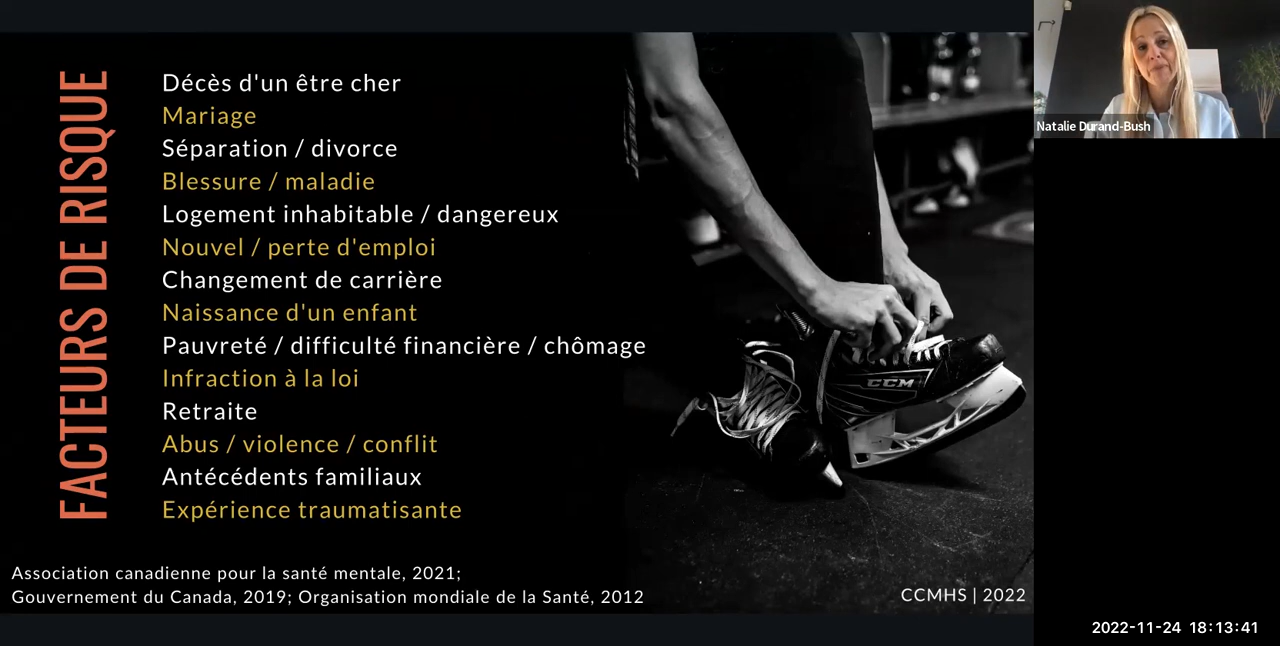 FACTEURS DE RISQUE
Décès d'un être cher
Mariage
Séparation / divorce
Blessure / maladie
Logement inhabitable / dangereux
Nouvel / perte d'emploi
Changement de carrière
Naissance d'un enfant
Pauvreté / difficulté financière / chômage
Infraction à la loi
Retraite
Abus / violence / conflit
Antécédents familiaux
Expérience traumatisante
Association canadienne pour la santé mentale, 2021;
Gouvernement du Canada, 2019; Organisation mondiale de la Santé, 2012
CCM
CCMHS | 2022
Natalie Durand-Bush
2022-11-24 18:13:41